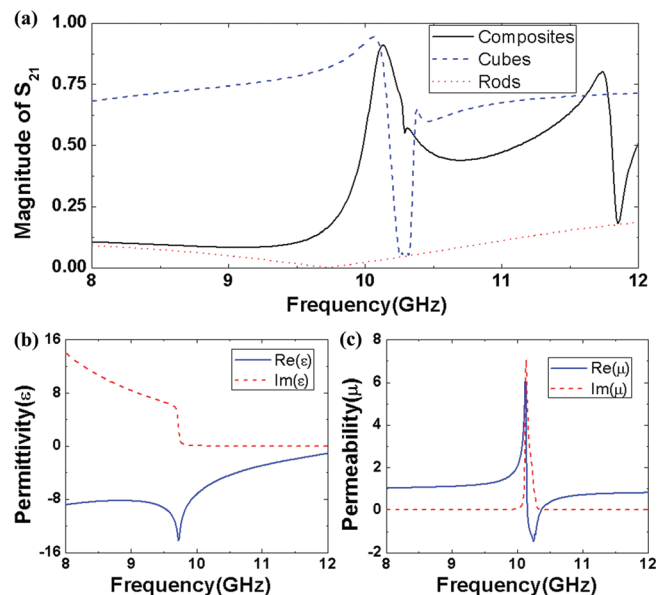 (a)
1.00
0.75
0.50
0.25
0.00
Magnitude of S21
Composites
Cubes
Rods
8 9 10 11 12
Frequency(GHz)
(b)
16
8
0
-8
-16
Permittivity(ε)
Re(ε)
Im(ε)
8 9 10 11 12
Frequency(GHz)
(c)
8
6
4
2
0
-2
Permeability(μ)
Re(μ)
Im(μ)
8 9 10 11 12
Frequency(GHz)